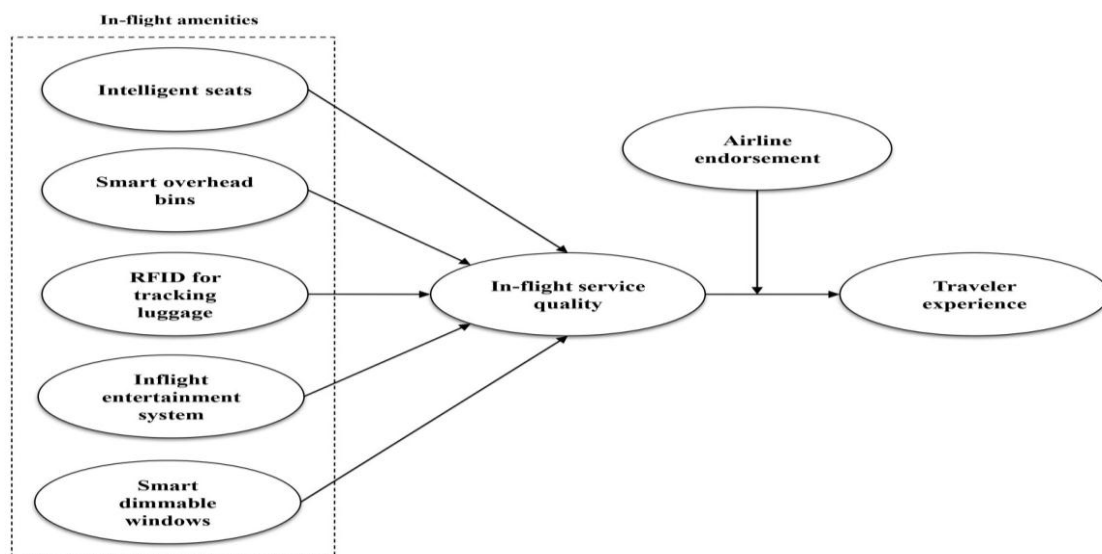 In-flight amenities
Intelligent seats
Smart overhead
bins
RFID for
tracking
luggage
Inflight
entertainment
system
Smart
dimmable
windows
In-flight service
quality
Airline
endorsement
Traveler
experience